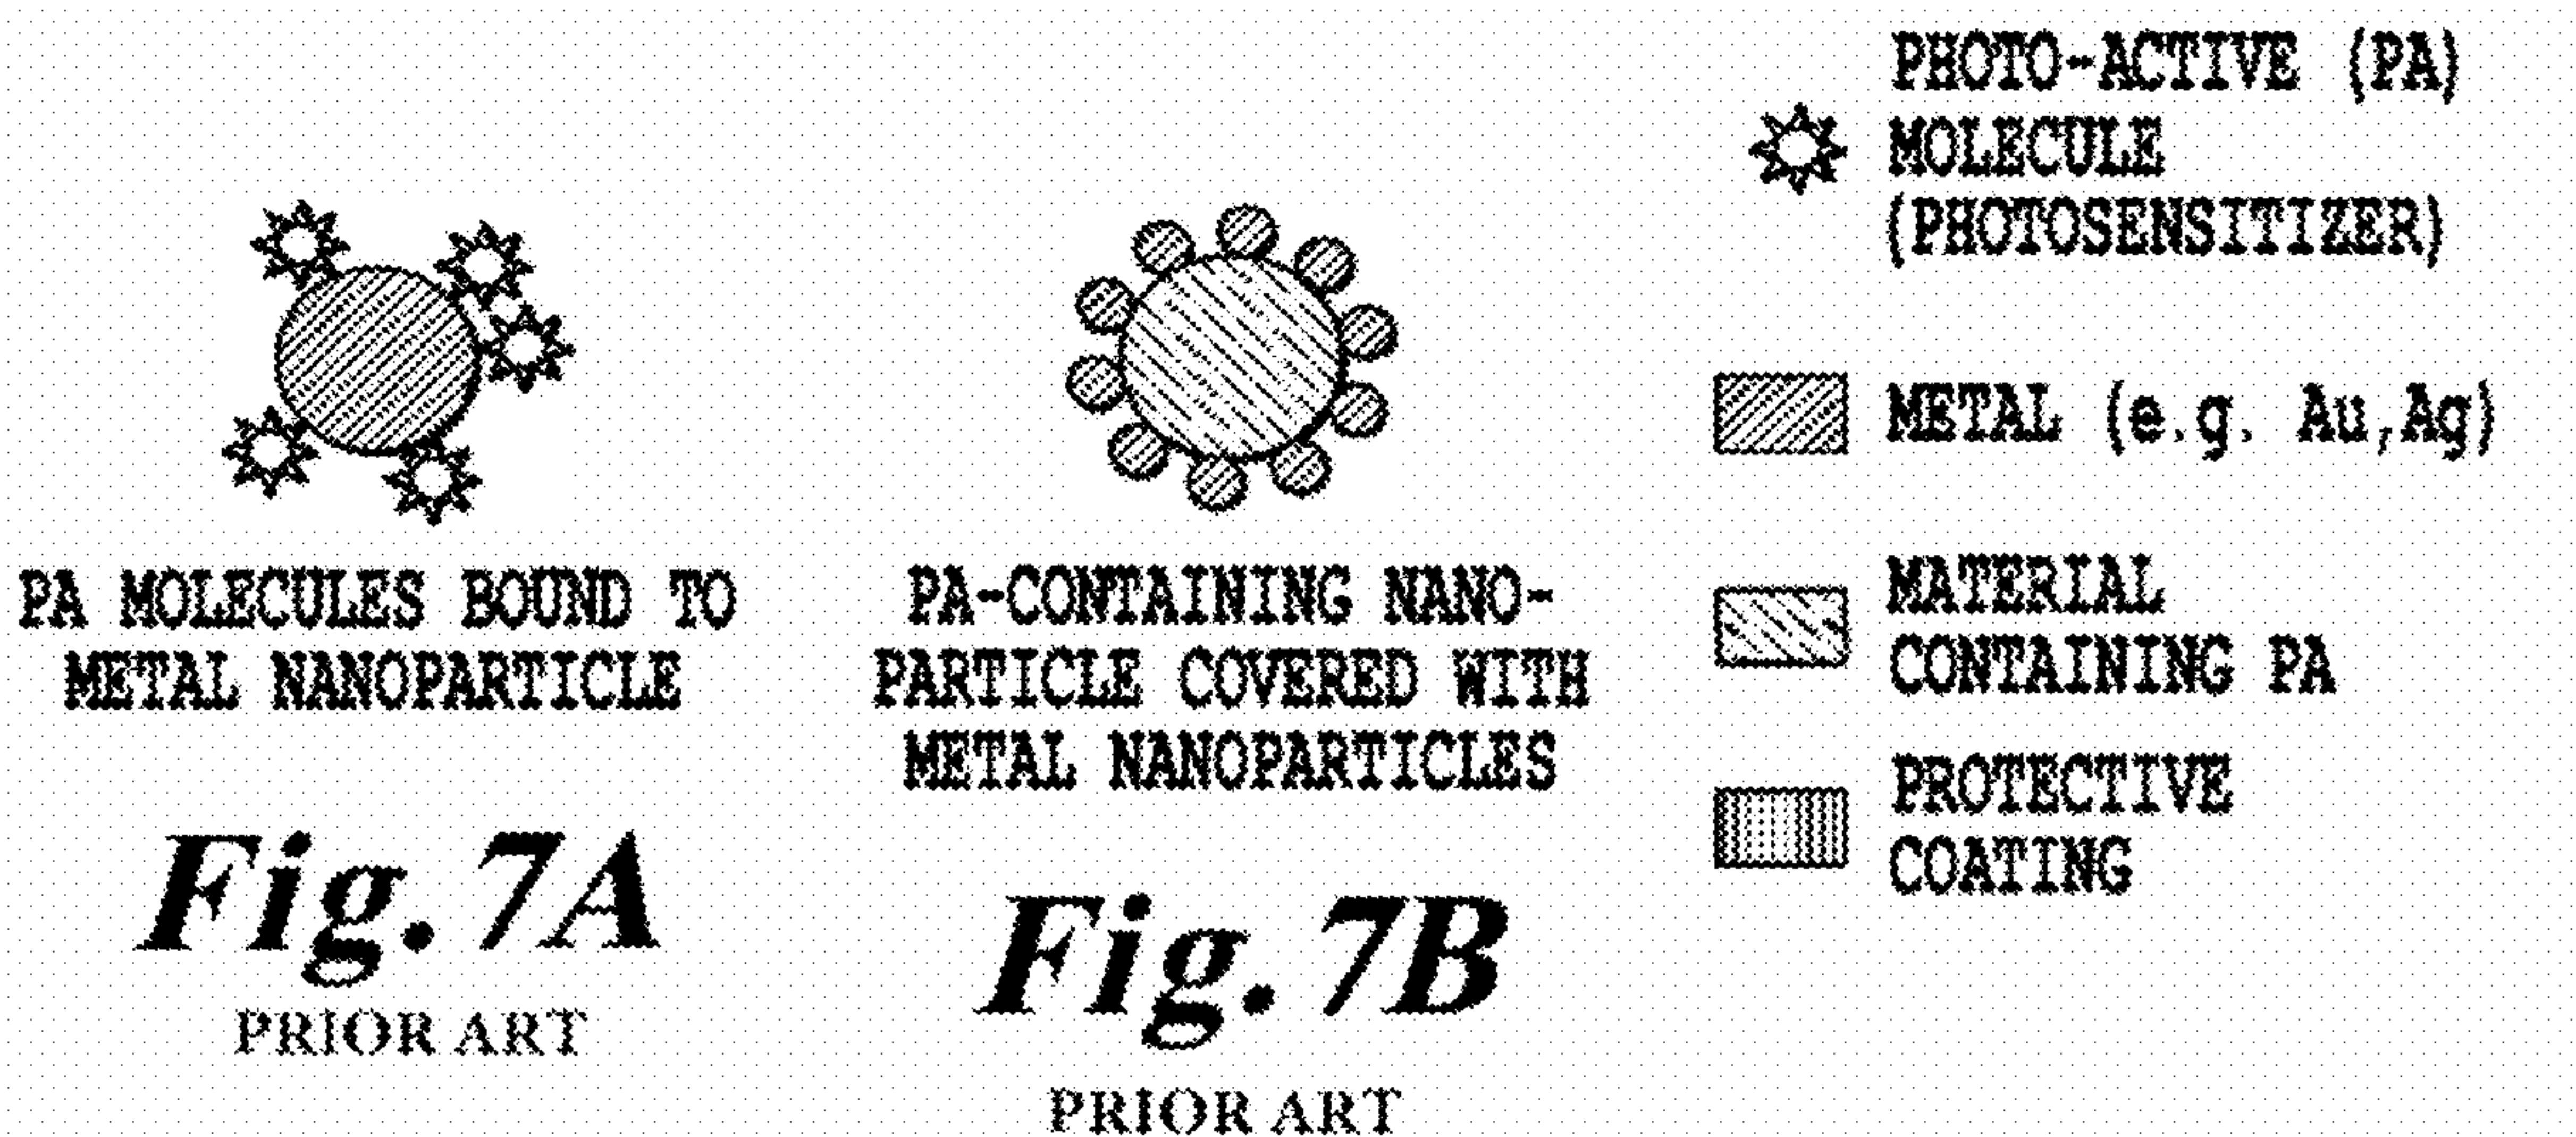 PA MOLECULES BOUND TO
METAL NANOPARTICLE
Fig. 7A
PRIOR ART
PA-CONTAINING NANO-
PARTICLE COVERED WITH
METAL NANOPARTICLES
Fig. 7B
PRIOR ART
PHOTO-ACTIVE (PA)
MOLECULE
(PHOTOSENSITIZER)
METAL (e.g. Au,Ag)
MATERIAL
CONTAINING PA
PROTECTIVE
COATING